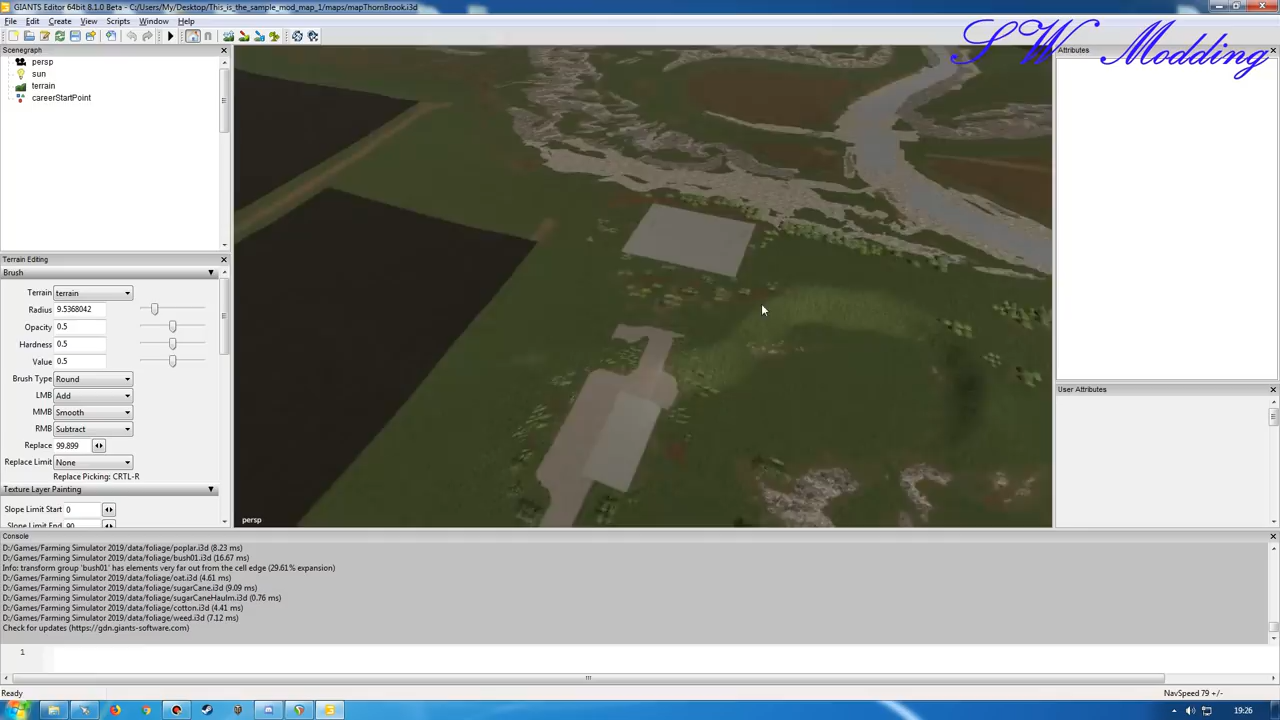 GIANTS Editor 64bit 8.1.0 Beta - C:/Users/My/Desktop/This_is_the_sample_mod_map_1/maps/mapThornBrook.i3d
File Edit Create View Scripts Window Help
SW Modding
Scenegraph
persp
sun
terrain
careerStartPoint
Attributes
Terrain Editing
Brush
Terrain terrain
Radius 9.5368042
Opacity 0.5
Hardness 0.5
Value 0.5
Brush Type Round
LMB Add
MMB Smooth
RMB Subtract
Replace 99.899
Replace Limit None
Replace Picking: CRTL-R
Texture Layer Painting
Slope Limit Start 0
Slope Limit End 90
persp
User Attributes
Console
D:/Games/Farming Simulator 2019/data/foliage/poplar.i3d (8.23 ms)
D:/Games/Farming Simulator 2019/data/foliage/bush01.i3d (16.67 ms)
Info: transform group 'bush01' has elements very far out from the cell edge (29.61% expansion)
D:/Games/Farming Simulator 2019/data/foliage/oat.i3d (4.61 ms)
D:/Games/Farming Simulator 2019/data/foliage/sugarCane.i3d (9.09 ms)
D:/Games/Farming Simulator 2019/data/foliage/sugarCaneHaulm.i3d (0.76 ms)
D:/Games/Farming Simulator 2019/data/foliage/cotton.i3d (4.41 ms)
D:/Games/Farming Simulator 2019/data/foliage/weed.i3d (7.12 ms)
Check for updates (https://gdn.giants-software.com)
1
Ready
NavSpeed 79 +/-
19:26